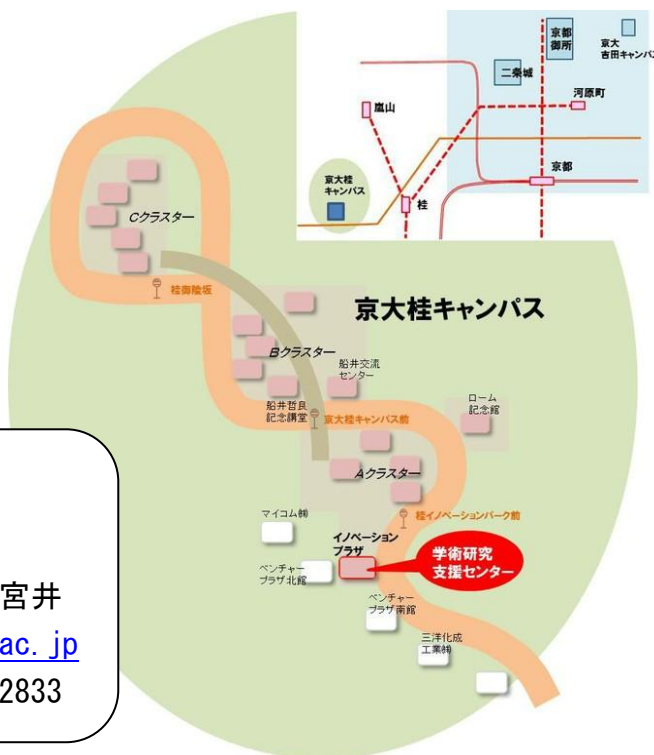 京都
御所
京大
吉田キャンパス
二条城
河原町
嵐山
京都
京大桂
キャンパス
桂
Cクラスター
桂御陵坂
京大桂キャンパス
Bクラスター
船井交流
センター
船井哲良
記念講堂
京大桂キャンパス前
ローム
記念館
Aクラスター
マイコム㈱
桂イノベーションパーク前
イノベーション
プラザ
学術研究
支援センター
ベンチャー
プラザ北館
ベンチャー
プラザ南館
三洋化成
工業㈱
宮井
ac. jp
2833